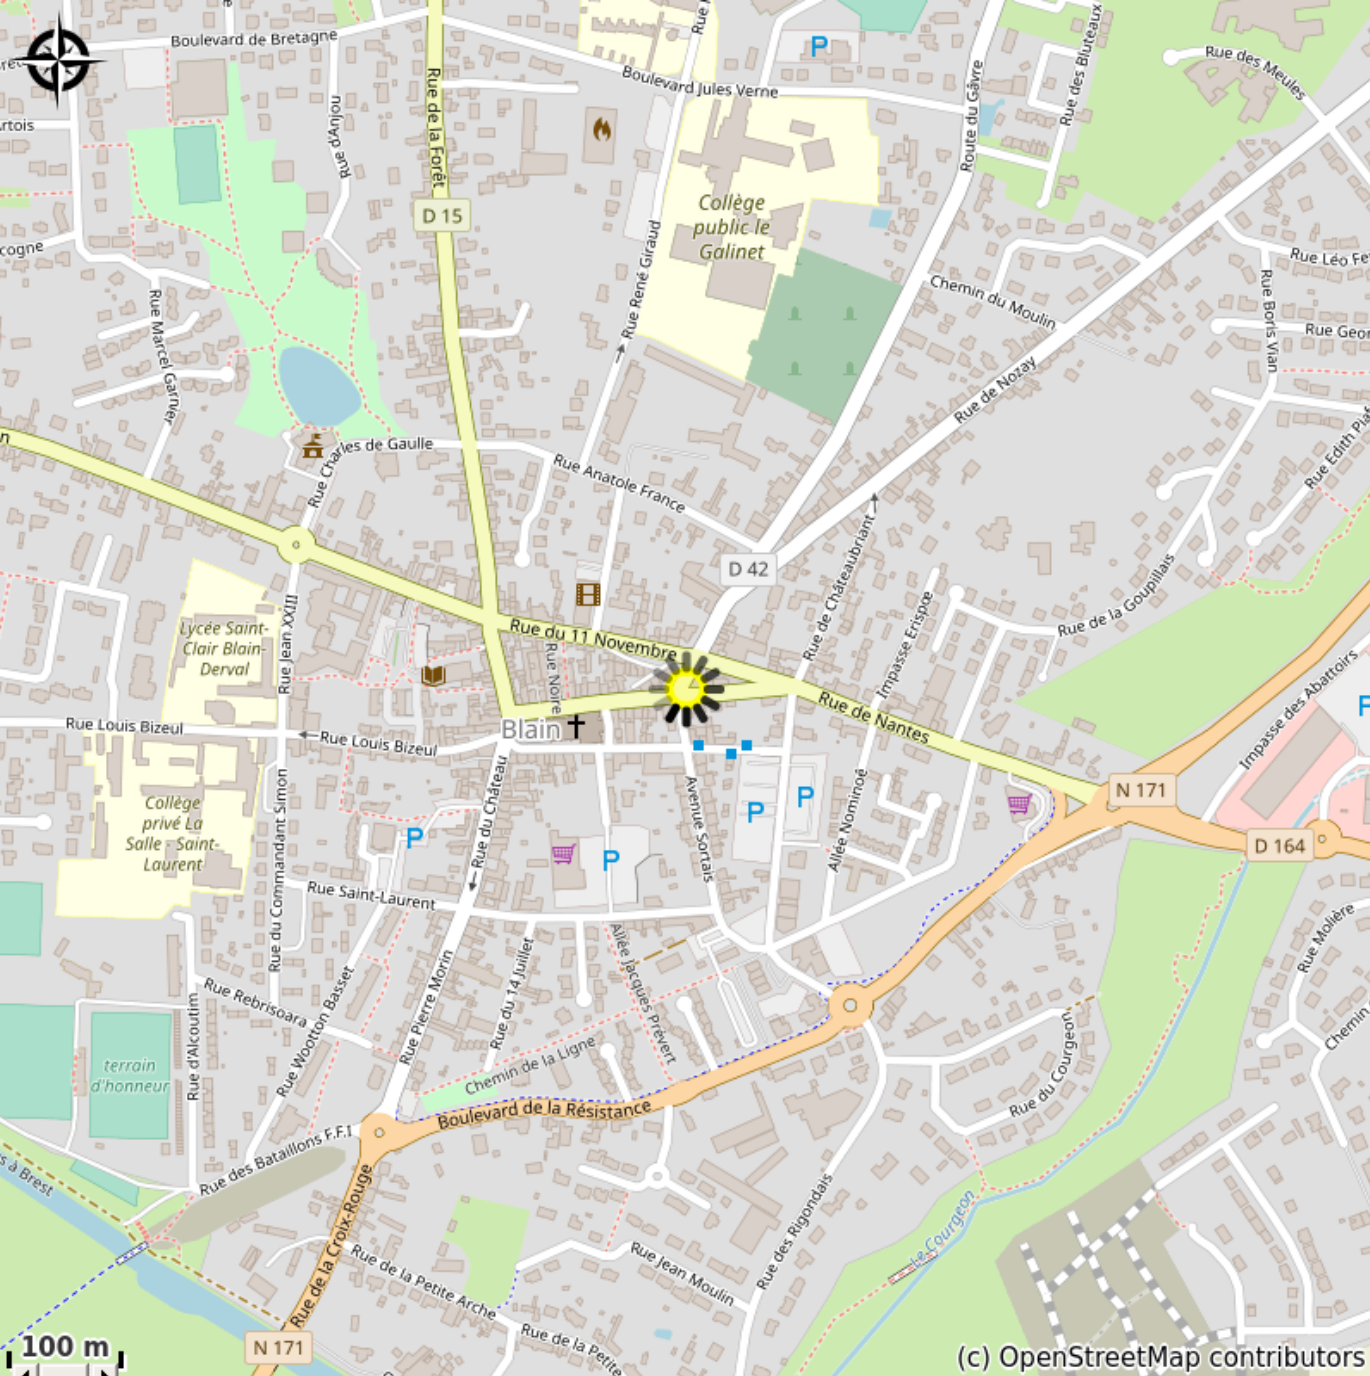 Boulevard de Bretagne
Rue de la Forêt
Rue d'Anjou
Artois
cogne
D 15
Boulevard Jules Verne
Route du Gâvre
Rue des Bluteaux
Rue des Meules
Collège
public le
Galinet
Rue René Giraud
Chemin du Moulin
Rue Boris Vian
Rue Léo Fe
Rue Geor
Rue de Nozay
Rue Marcel Garnier
Rue Charles de Gaulle
Rue Anatole France
Rue Edith Piaf
D 42
Rue de Châteaubriant
Impasse Erispoe
Rue de la Goupillais
Rue du 11 Novembre
Rue Noire
Rue Jean XXIII
Lycée Saint-
Clair Blain-
Derval
Rue Louis Bizeul
Rue Louis Bizeul
Blain
Rue de Nantes
Impasse des Abattoirs
N 171
D 164
P
P
P
P
P
P
Rue du Château
Avenue Sortais
Allée Nominoé
Collège
privé La
Salle - Saint-
Laurent
Rue du Commandant Simon
Rue Saint-Laurent
Rue Pierre Morin
Rue du 14 Juillet
Allée Jacques Prévert
Chemin de la Ligne
Rue Rebrisoara
Rue d'Alcoutim
Rue Wootton Basset
terrain
d'honneur
Rue Molière
Chemin
Rue du Courgeon
Boulevard de la Résistance
Rue des Bataillons F.F.I
s à Brest
Rue de la Croix-Rouge
Rue de la Petite Arche
Rue de la Petite
Rue Jean Moulin
Rue des Rigondais
Le Courgeon
N 171
100 m
(c) OpenStreetMap contributors